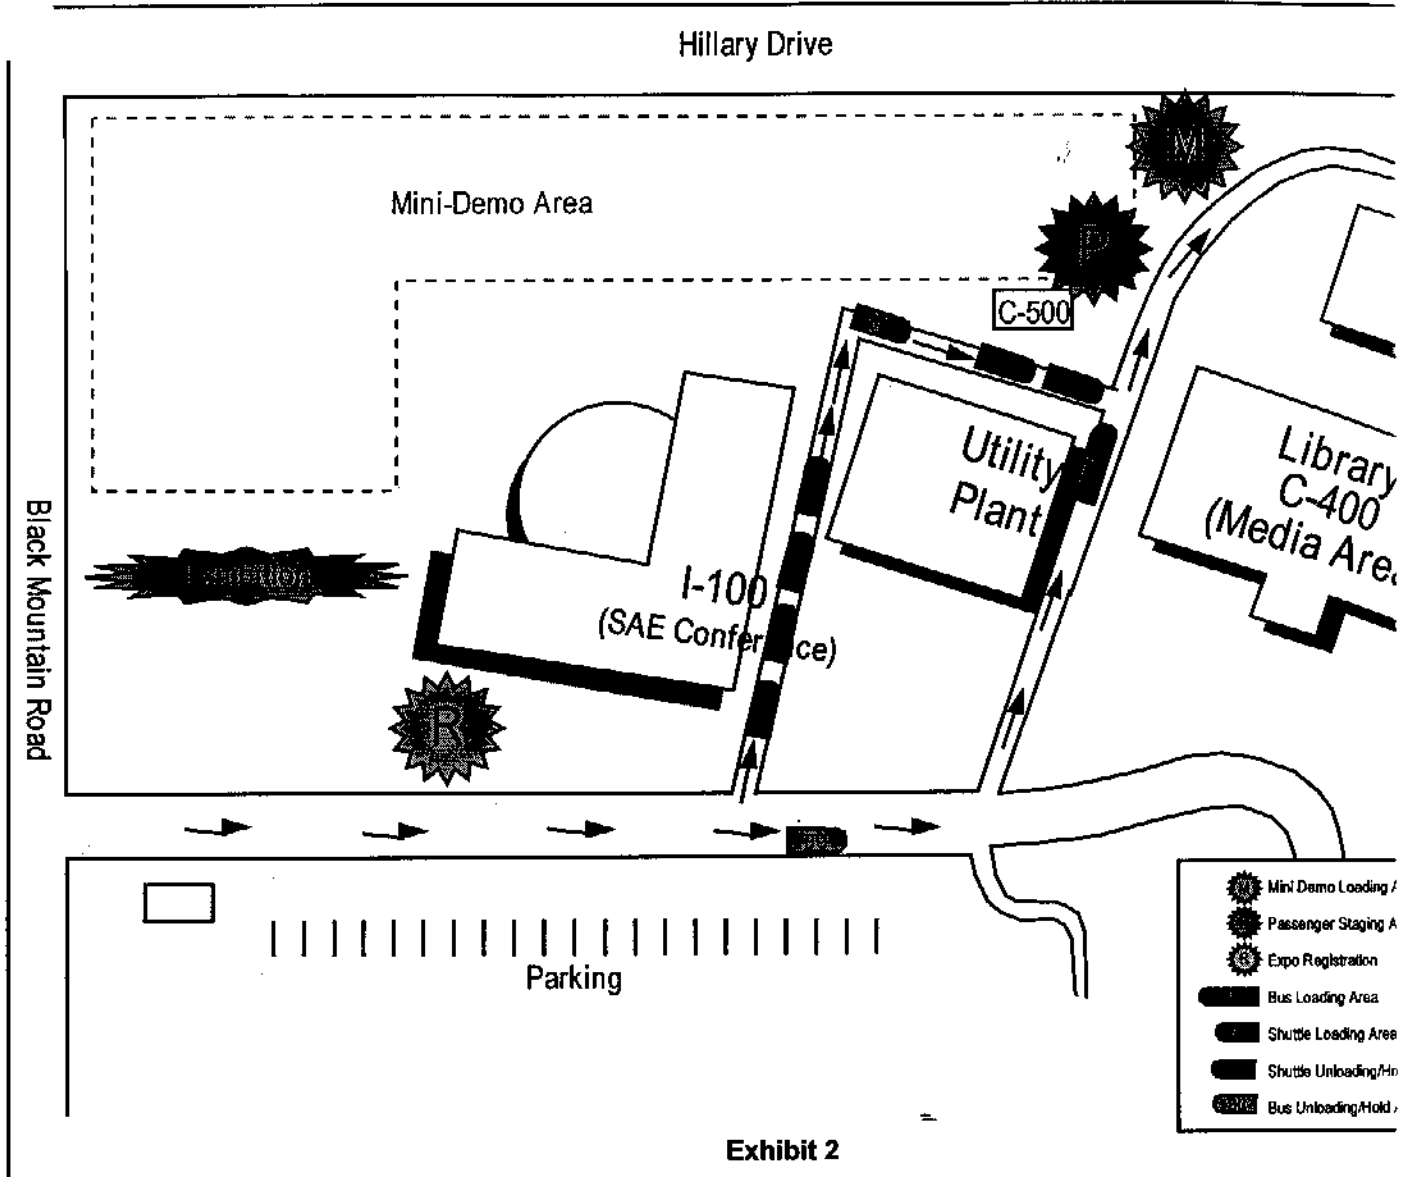 Hillary Drive
M
Mini-Demo Area
P
C-500
Utility
Plant
Library
C-400
(Media Area
Black Mountain Road
I-100
(SAE Confer ce)
R
Parking
Mini Demo Loading A
Passenger Staging A
R
Expo Registration
Bus Loading Area
Shuttle Loading Area
Shuttle Unloading/Ho
Bus Unloading/Hold
Exhibit 2